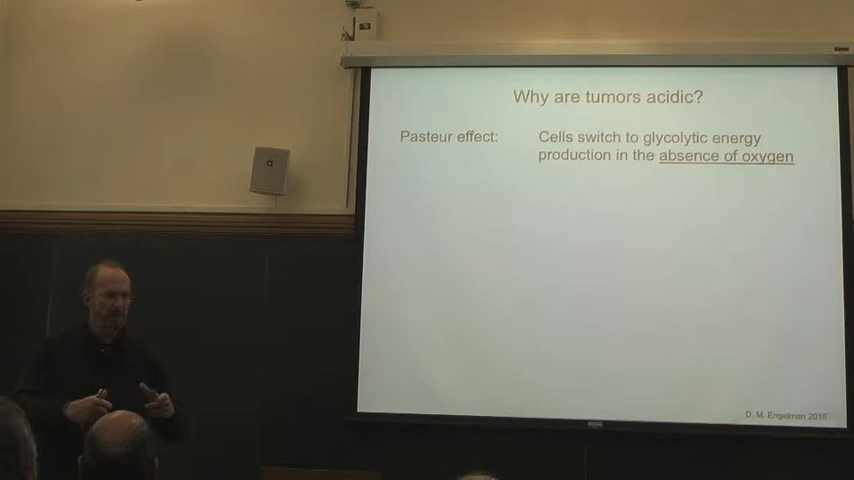 Why are tumors acidic?
Pasteur effect: Cells switch to glycolytic energy
production in the absence of oxygen
D. M. Engelman 2015